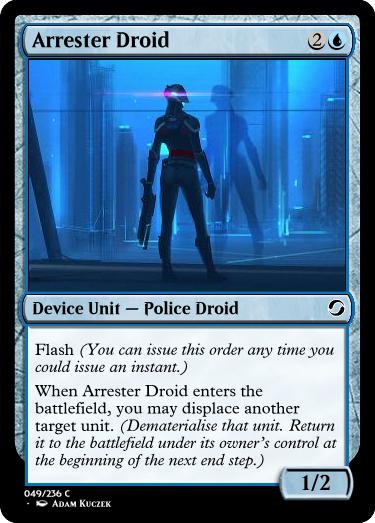 Arrester Droid 2
Device Unit — Police Droid
Flash (You can issue this order any time you
could issue an instant.)
When Arrester Droid enters the
battlefield, you may displace another
target unit. (Dematerialise that unit. Return
it to the battlefield under its owner's control at
the beginning of the next end step.)
1/2
049/236 C
· Adam Kuczek